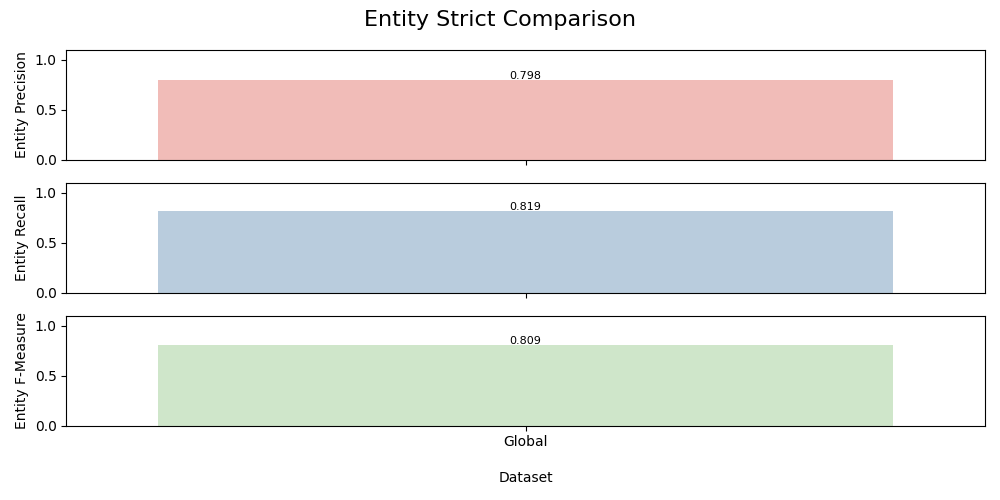 Entity Strict Comparison
Entity Precision
1.0
0.5
0.0
0.798
Entity Recall
1.0
0.5
0.0
0.819
Entity F-Measure
1.0
0.5
0.0
0.809
Global
Dataset